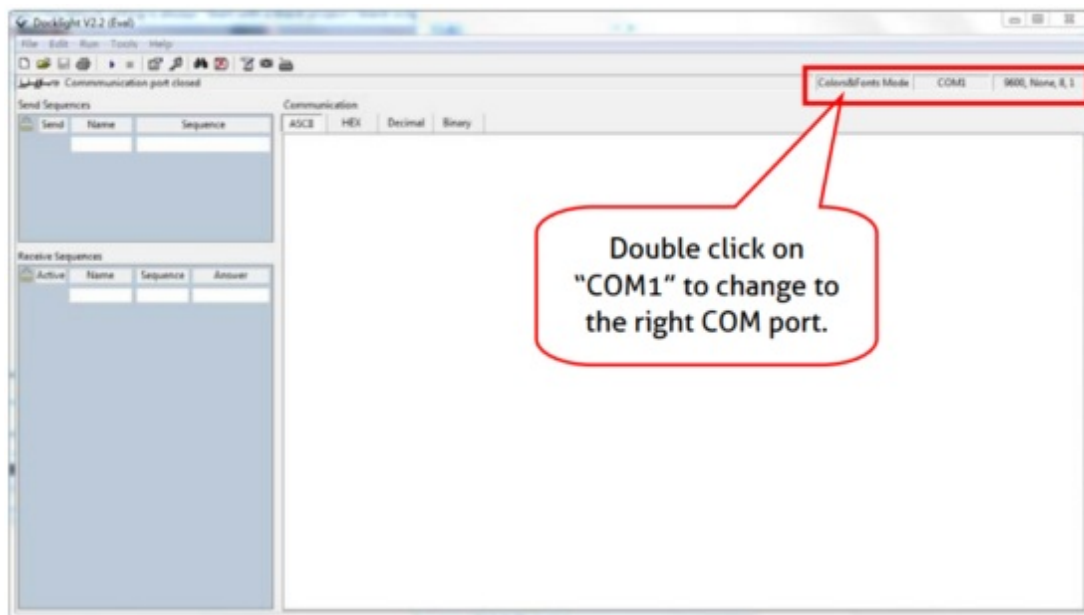 Docklight V2.2 (Eval)
File Edit Run Tools Help
Communication port closed
Colors&Fonts Mode COM1 9600, None, 8, 1
Send Sequences
Send Name Sequence
Communication
ASCII HEX Decimal Binary
Double click on
“COM1” to change to
the right COM port.
Receive Sequences
Active Name Sequence Answer